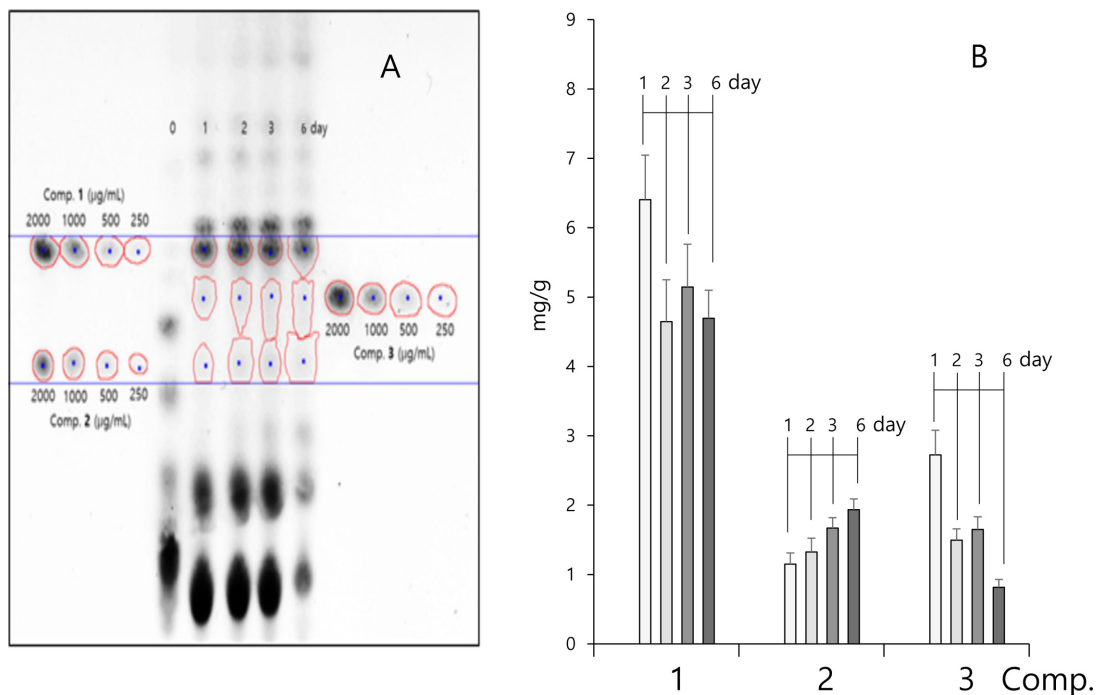 A
0 1 2 3 6 day
Comp. 1 (µg/mL)
2000 1000 500 250
2000 1000 500 250
Comp. 3 (µg/mL)
2000 1000 500 250
Comp. 2 (µg/mL)
B
mg/g
9
8
7
6
5
4
3
2
1
0
1 2 3 6 day
1 2 3 6 day
1 2 3 6 day
1 2 3 Comp.